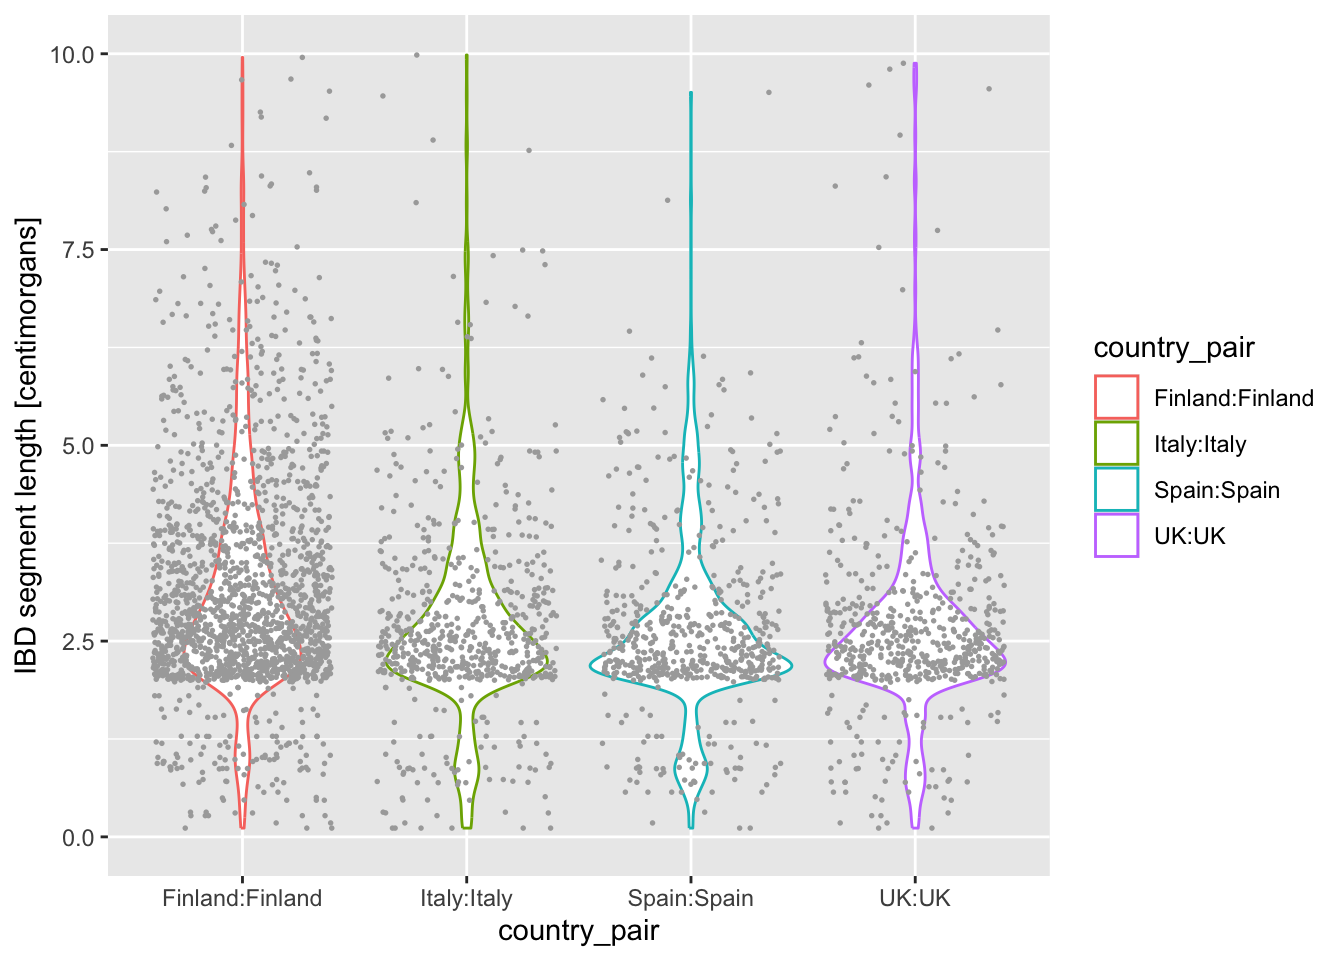 IBD segment length [centimorgans]
10.0
7.5
5.0
2.5
0.0
Finland:Finland
Italy:Italy
Spain:Spain
UK:UK
country_pair
country_pair
Finland:Finland
Italy:Italy
Spain:Spain
UK:UK